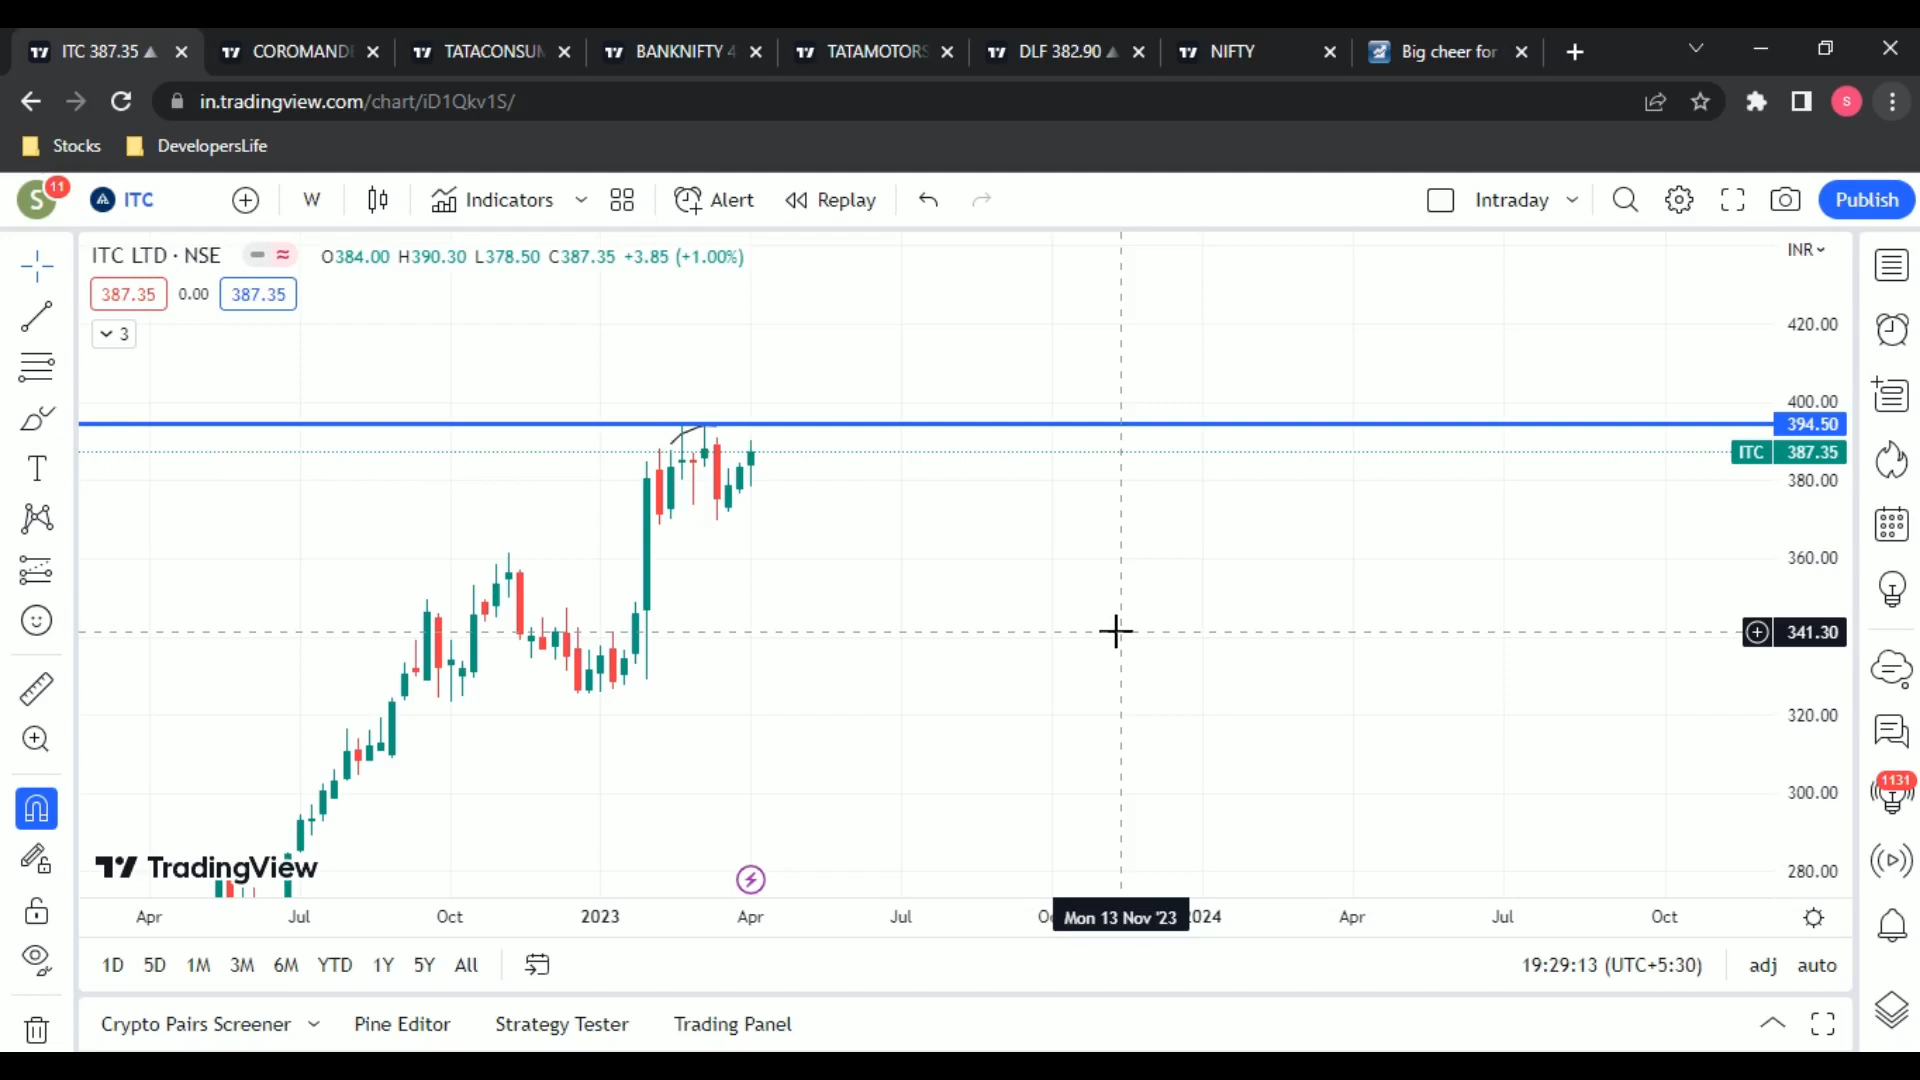 ITC 387.35 COROMANDE TATACONSUM BANKNIFTY 4 TATAMOTORS DLF 382.90 NIFTY Big cheer for
in.tradingview.com/chart/iD1Qkv1S/ S
Stocks DevelopersLife
S 11 ITC W Indicators Alert Replay Intraday Publish
ITC LTD · NSE O384.00 H390.30 L378.50 C387.35 +3.85 (+1.00%) INR
387.35 0.00 387.35
3
420.00
400.00
394.50
ITC 387.35
380.00
360.00
341.30
320.00
1131
300.00
TradingView 280.00
Apr Jul Oct 2023 Apr Jul Mon 13 Nov '23 2024 Apr Jul Oct
1D 5D 1M 3M 6M YTD 1Y 5Y All 19:29:13 (UTC+5:30) adj auto
Crypto Pairs Screener Pine Editor Strategy Tester Trading Panel